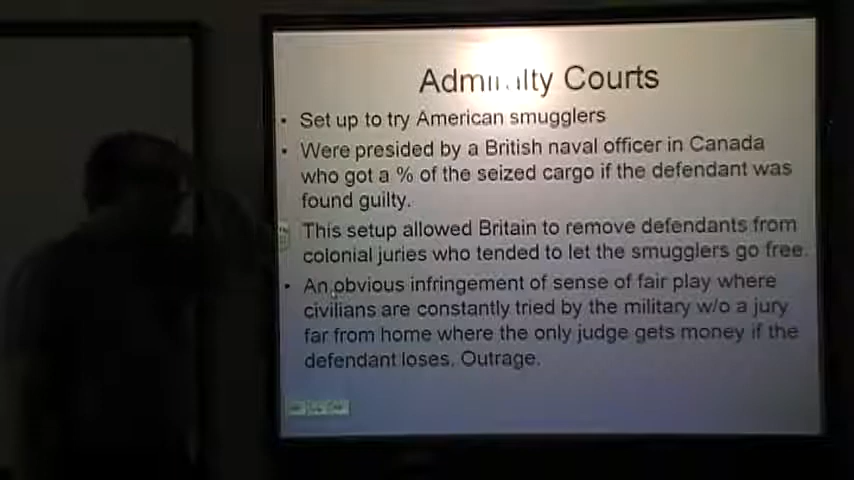 Admiralty Courts
• Set up to try American smugglers
• Were presided by a British naval officer in Canada
who got a % of the seized cargo if the defendant was
found guilty.
This setup allowed Britain to remove defendants from
colonial juries who tended to let the smugglers go free.
• An obvious infringement of sense of fair play where
civilians are constantly tried by the military w/o a jury
far from home where the only judge gets money if the
defendant loses. Outrage.